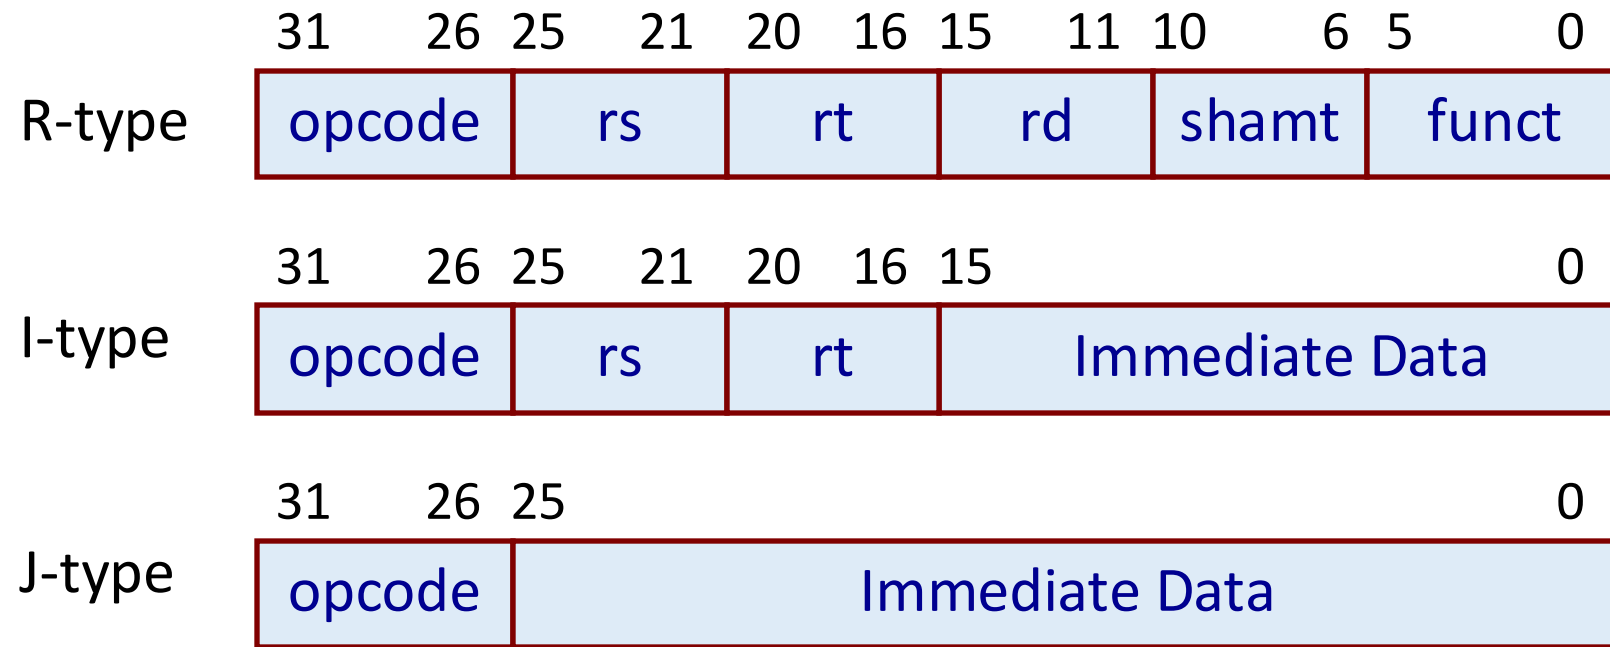 31 26 25 21 20 16 15 11 10 6 5 0
R-type opcode rs rt rd shamt funct
31 26 25 21 20 16 15 0
I-type opcode rs rt Immediate Data
31 26 25 0
J-type opcode Immediate Data